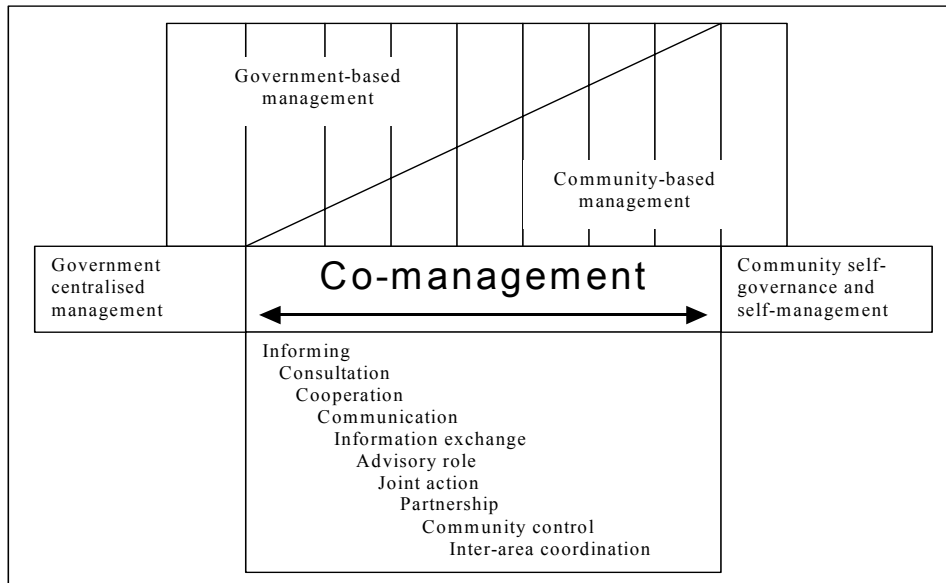 Government-based
management
Community-based
management
Government
centralised
management
Co-management
Community self-
governance and
self-management
Informing
Consultation
Cooperation
Communication
Information exchange
Advisory role
Joint action
Partnership
Community control
Inter-area coordination